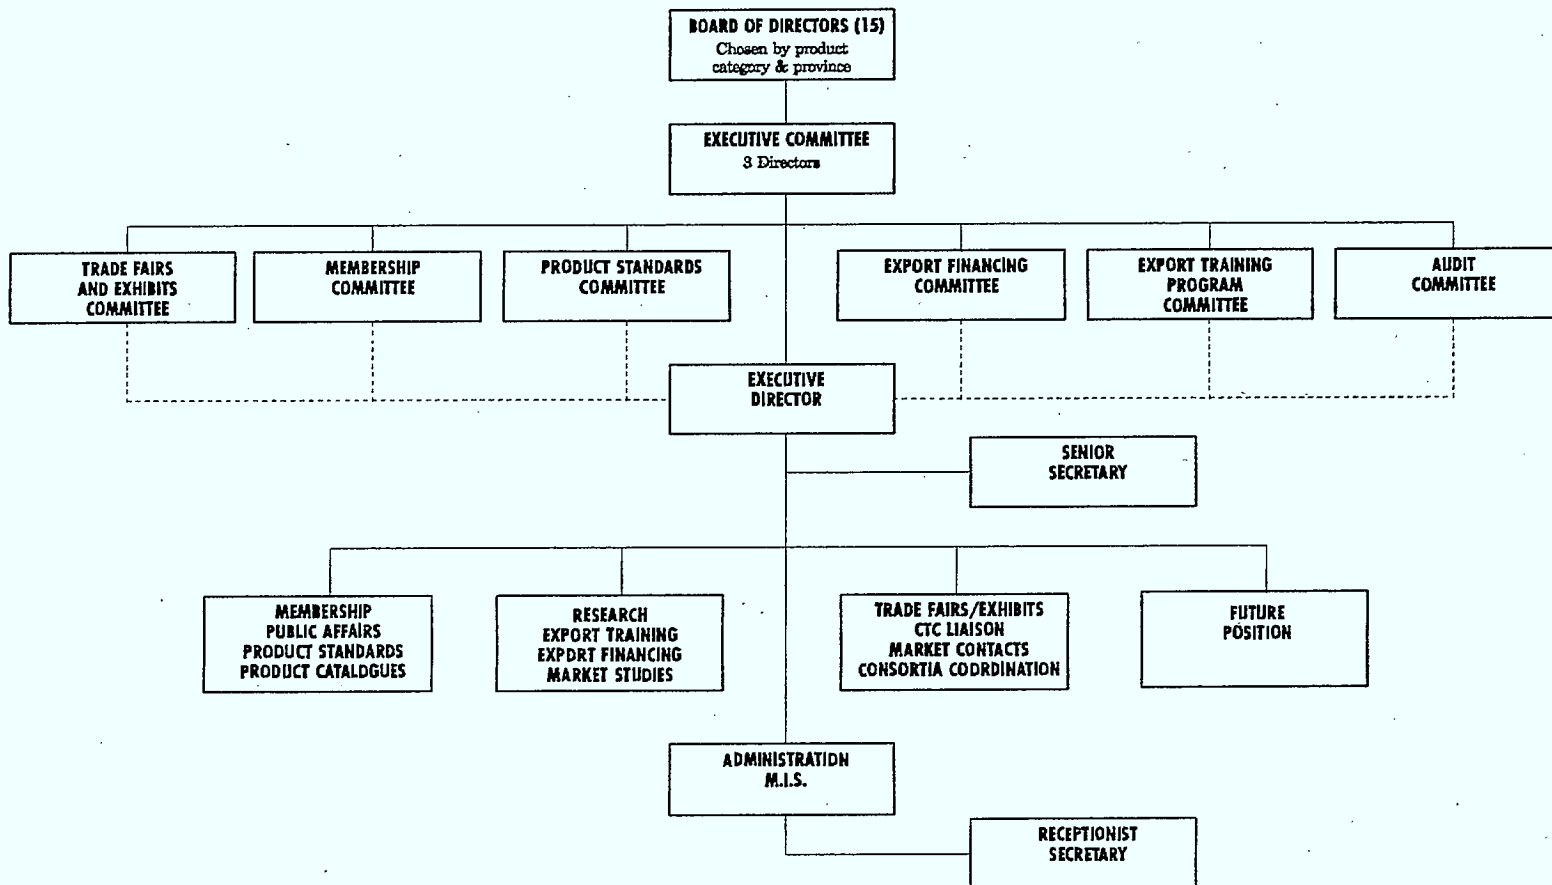 BOARD OF DIRECTORS (15)
Chosen by product
category & province
EXECUTIVE COMMITTEE
3 Directors
TRADE FAIRS
AND EXHIBITS
COMMITTEE
MEMBERSHIP
COMMITTEE
PRODUCT STANDARDS
COMMITTEE
EXPORT FINANCING
COMMITTEE
EXPORT TRAINING
PROGRAM
COMMITTEE
AUDIT
COMMITTEE
EXECUTIVE
DIRECTOR
SENIOR
SECRETARY
MEMBERSHIP
PUBLIC AFFAIRS
PRODUCT STANDARDS
PRODUCT CATALOGUES
RESEARCH
EXPORT TRAINING
EXPORT FINANCING
MARKET STUDIES
TRADE FAIRS/EXHIBITS
CTC LIAISON
MARKET CONTACTS
CONSORTIA COORDINATION
FUTURE
POSITION
ADMINISTRATION
M.I.S.
RECEPTIONIST
SECRETARY